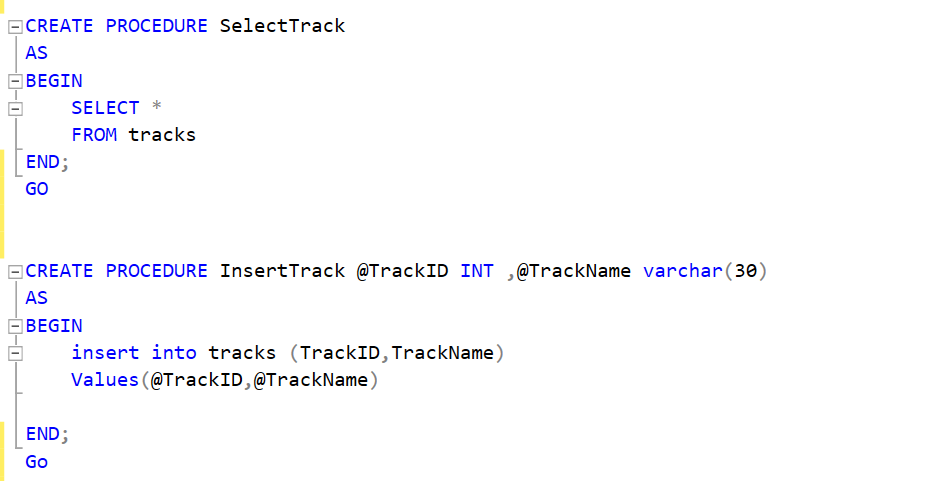 CREATE PROCEDURE SelectTrack
AS
BEGIN
    SELECT *
    FROM tracks
END;
GO
CREATE PROCEDURE InsertTrack @TrackID INT ,@TrackName varchar(30)
AS
BEGIN
    insert into tracks (TrackID,TrackName)
    Values(@TrackID,@TrackName)
END;
Go